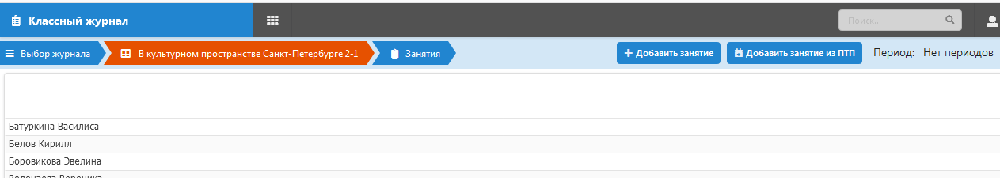 Классный журнал
Поиск...
Выбор журнала
В культурном пространстве Санкт-Петербурге 2-1
Занятия
Добавить занятие
Добавить занятие из ПТП
Период: Нет периодов
Батуркина Василиса
Белов Кирилл
Боровикова Эвелина